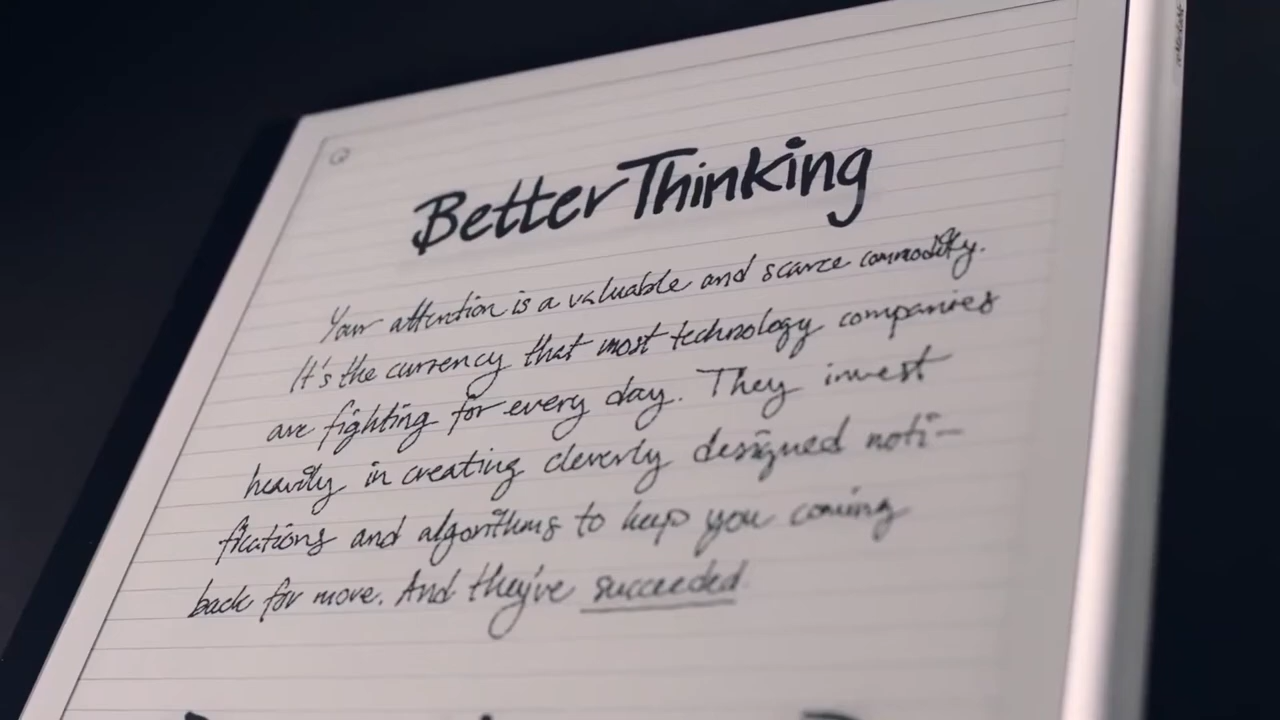 Better Thinking
Your attention is a valuable and scarce commodity.
It's the currency that most technology companies
are fighting for every day. They invest
heavily in creating cleverly designed noti-
fications and algorithms to keep you coming
back for more. And they've succeeded.